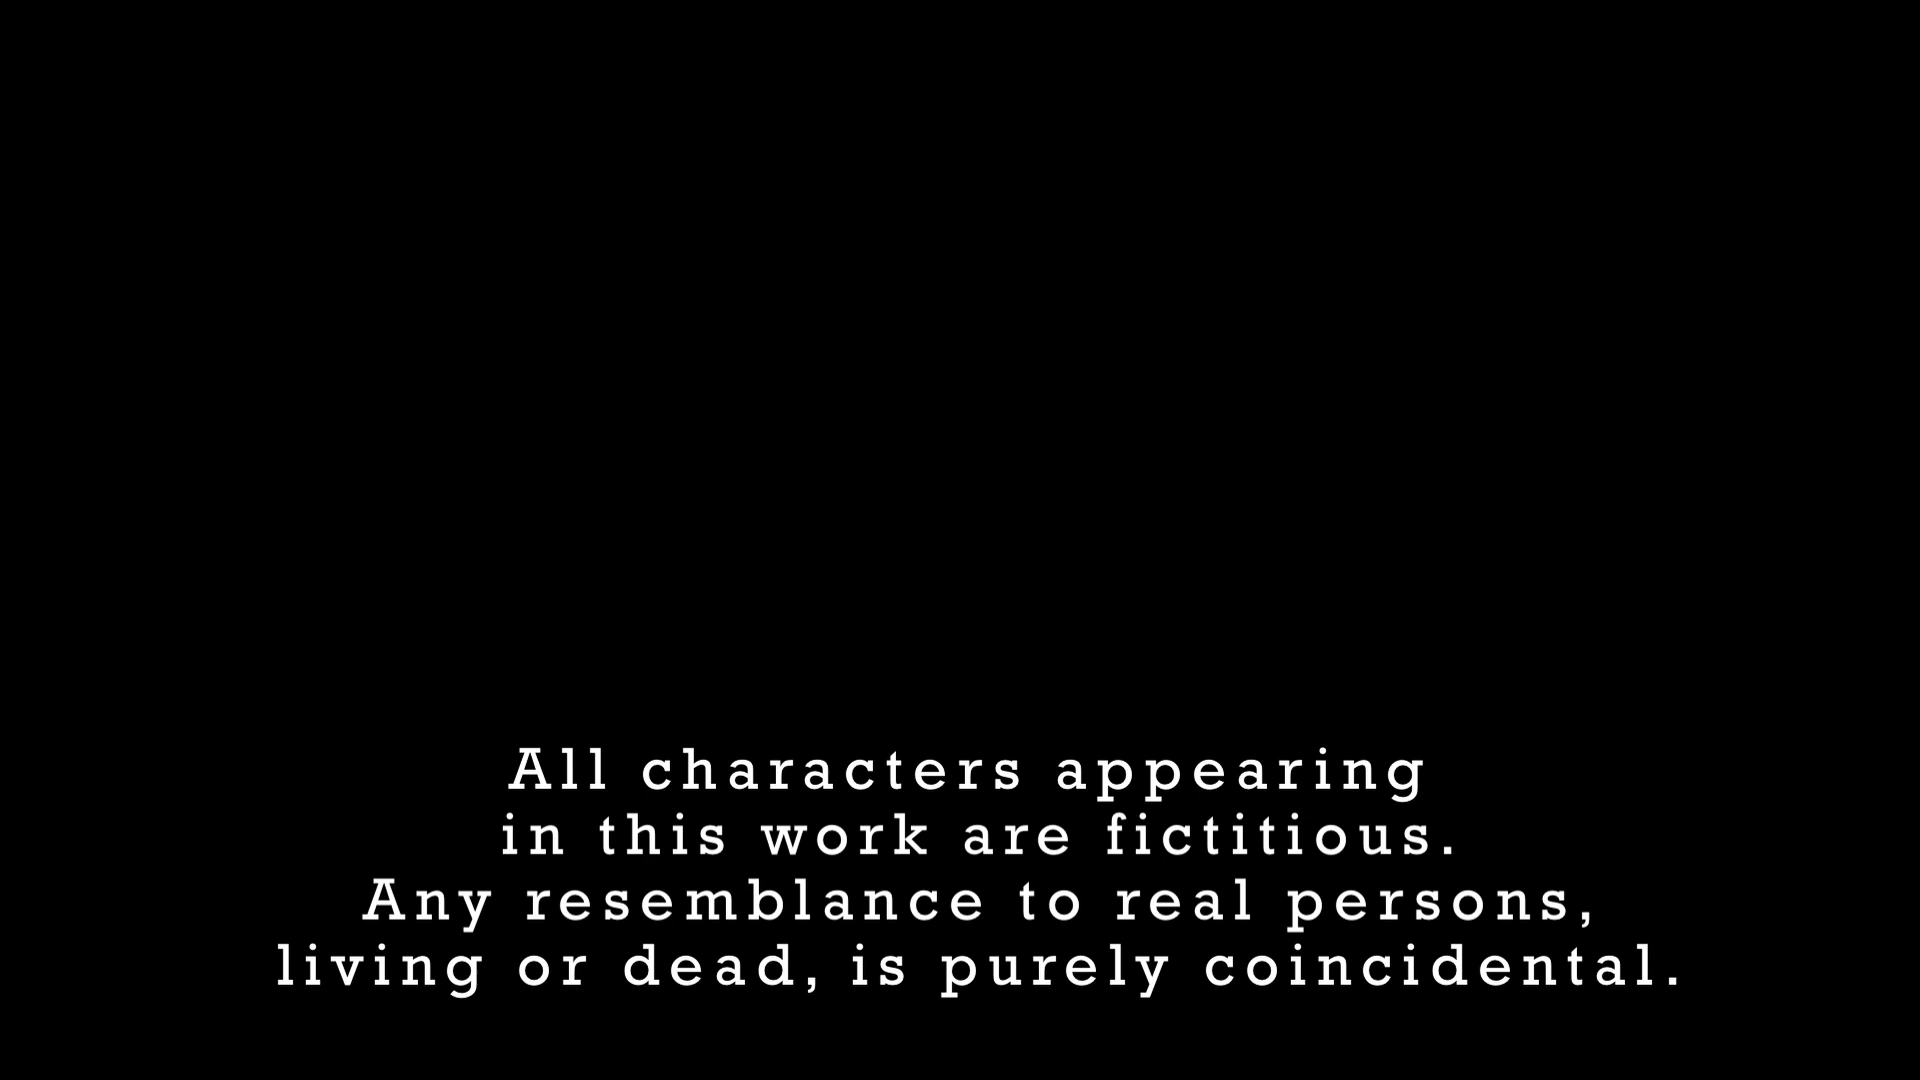 All characters appearing
in this work are fictitious.
Any resemblance to real persons,
living or dead, is purely coincidental.